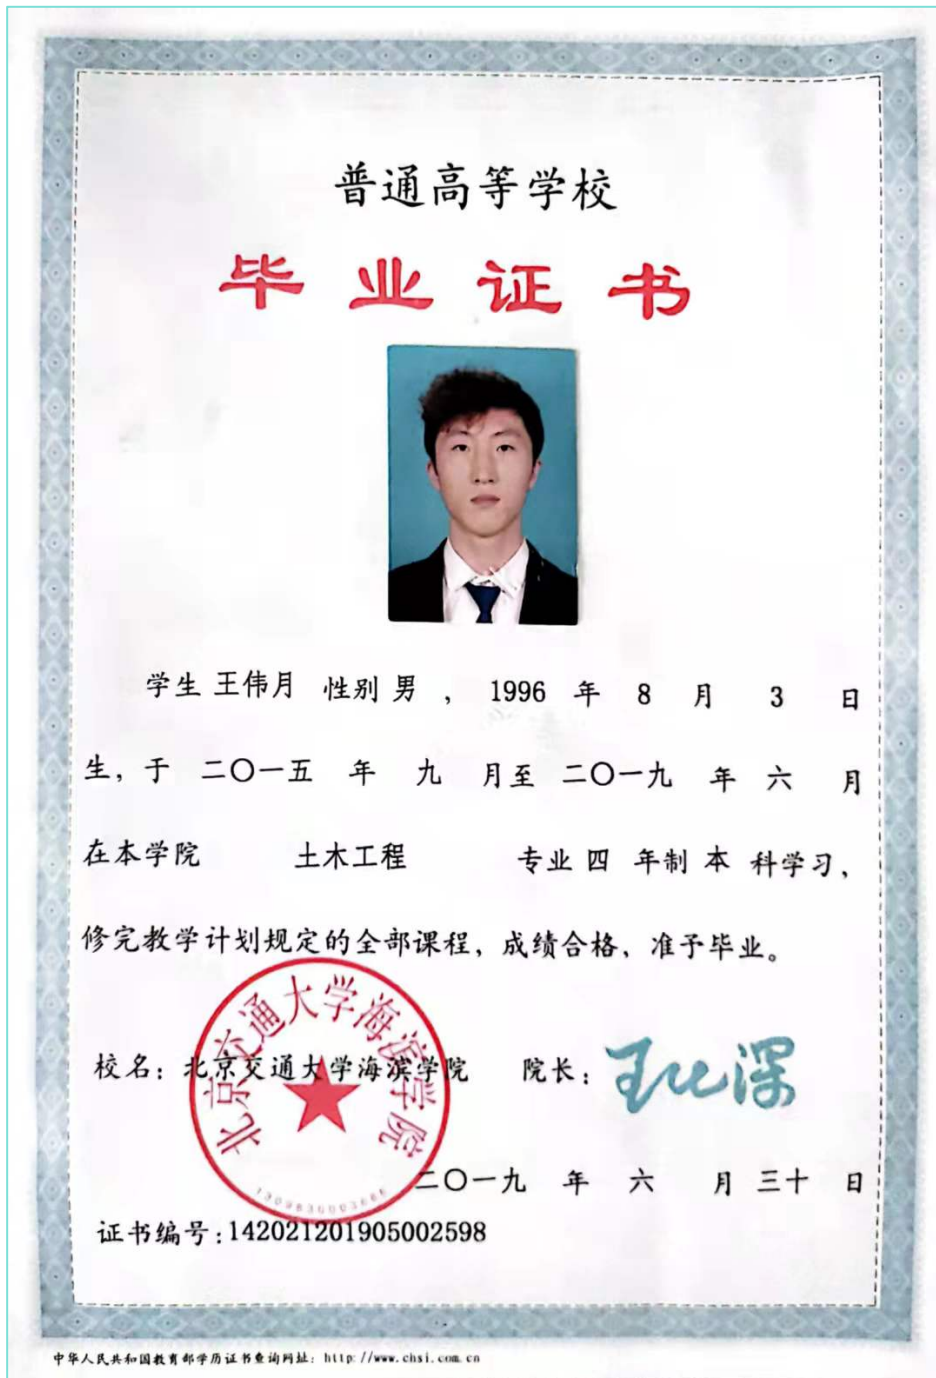 普通高等学校
毕业证书
学生 王伟月 性别 男 ， 1996 年 8 月 3 日
生，于 二〇一五 年 九 月至 二〇一九 年 六 月
在本学院 土木工程 专业 四 年制 本 科学习，
修完教学计划规定的全部课程，成绩合格，准予毕业。
北京交通大学海滨学院
校名：北京交通大学海滨学院 院长：
二〇一九 年 六 月 三十 日
证书编号：142021201905002598
中华人民共和国教育部学历证书查询网址：http://www.chsi.com.cn